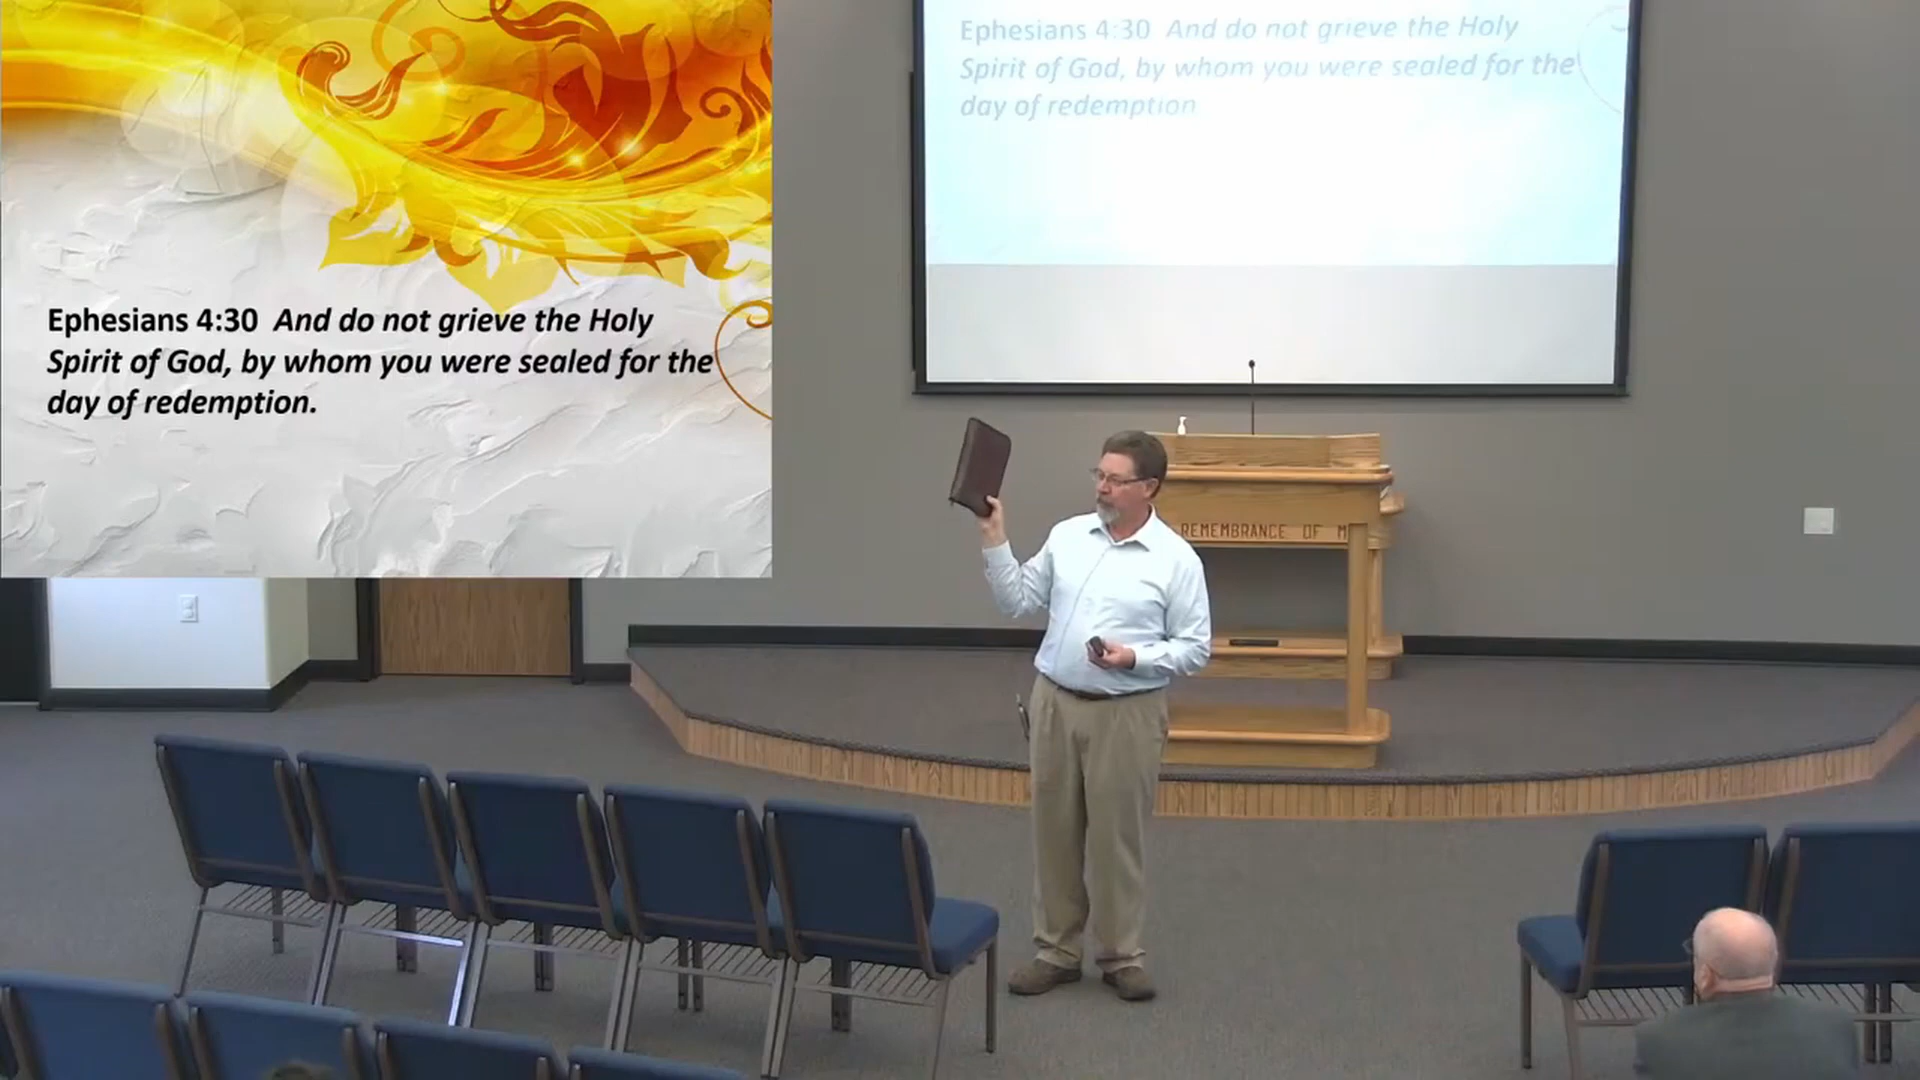 Ephesians 4:30 And do not grieve the Holy
Spirit of God, by whom you were sealed for the
day of redemption.
Ephesians 4:30 And do not grieve the Holy
Spirit of God, by whom you were sealed for the
day of redemption
REMEMBRANCE OF M